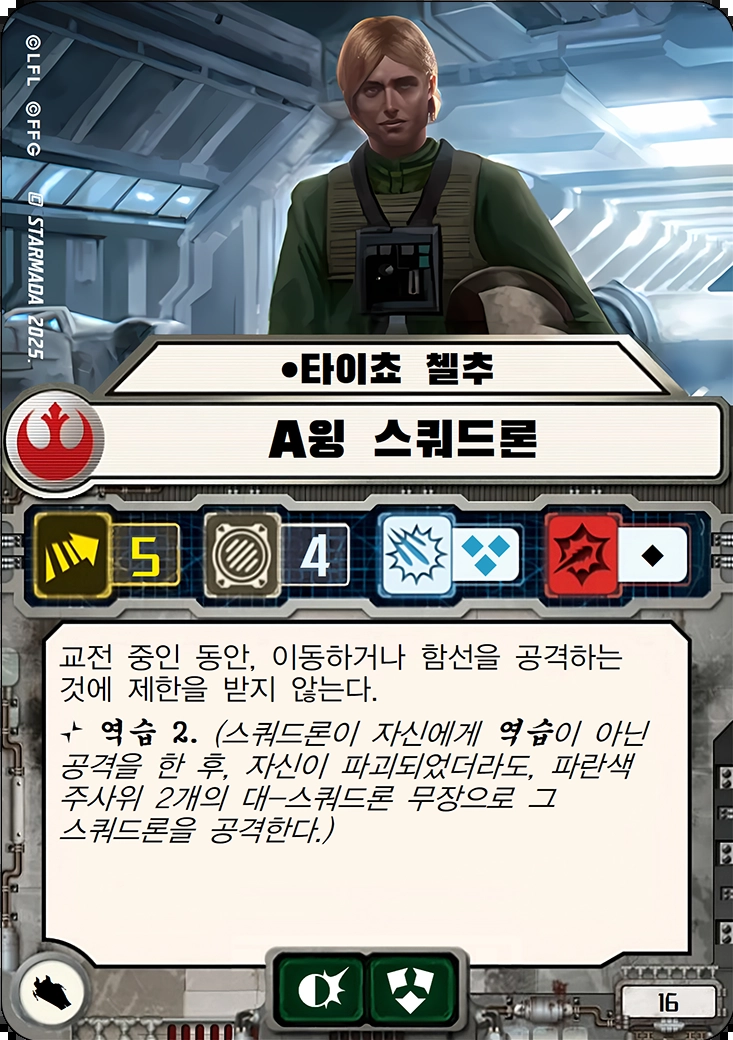 ©LFL ©FFG © STARMADA 2025.
•타이쵸 첼추
A윙 스쿼드론
5 4
교전 중인 동안, 이동하거나 함선을 공격하는
것에 제한을 받지 않는다.
역습 2. (스쿼드론이 자신에게 역습이 아닌
공격을 한 후, 자신이 파괴되었더라도, 파란색
주사위 2개의 대-스쿼드론 무장으로 그
스쿼드론을 공격한다.)
16